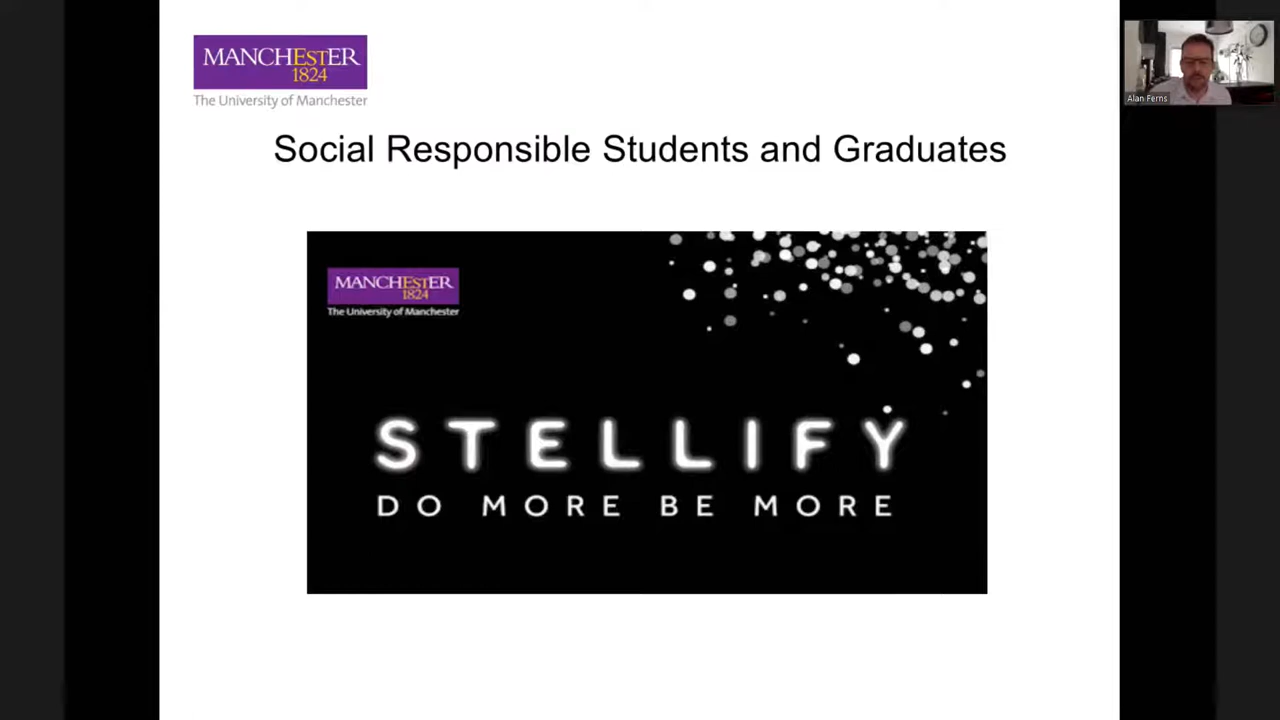 MANCHESTER
1824
The University of Manchester
Alan Ferns
Social Responsible Students and Graduates
MANCHESTER
1824
The University of Manchester
STELLIFY
DO MORE BE MORE